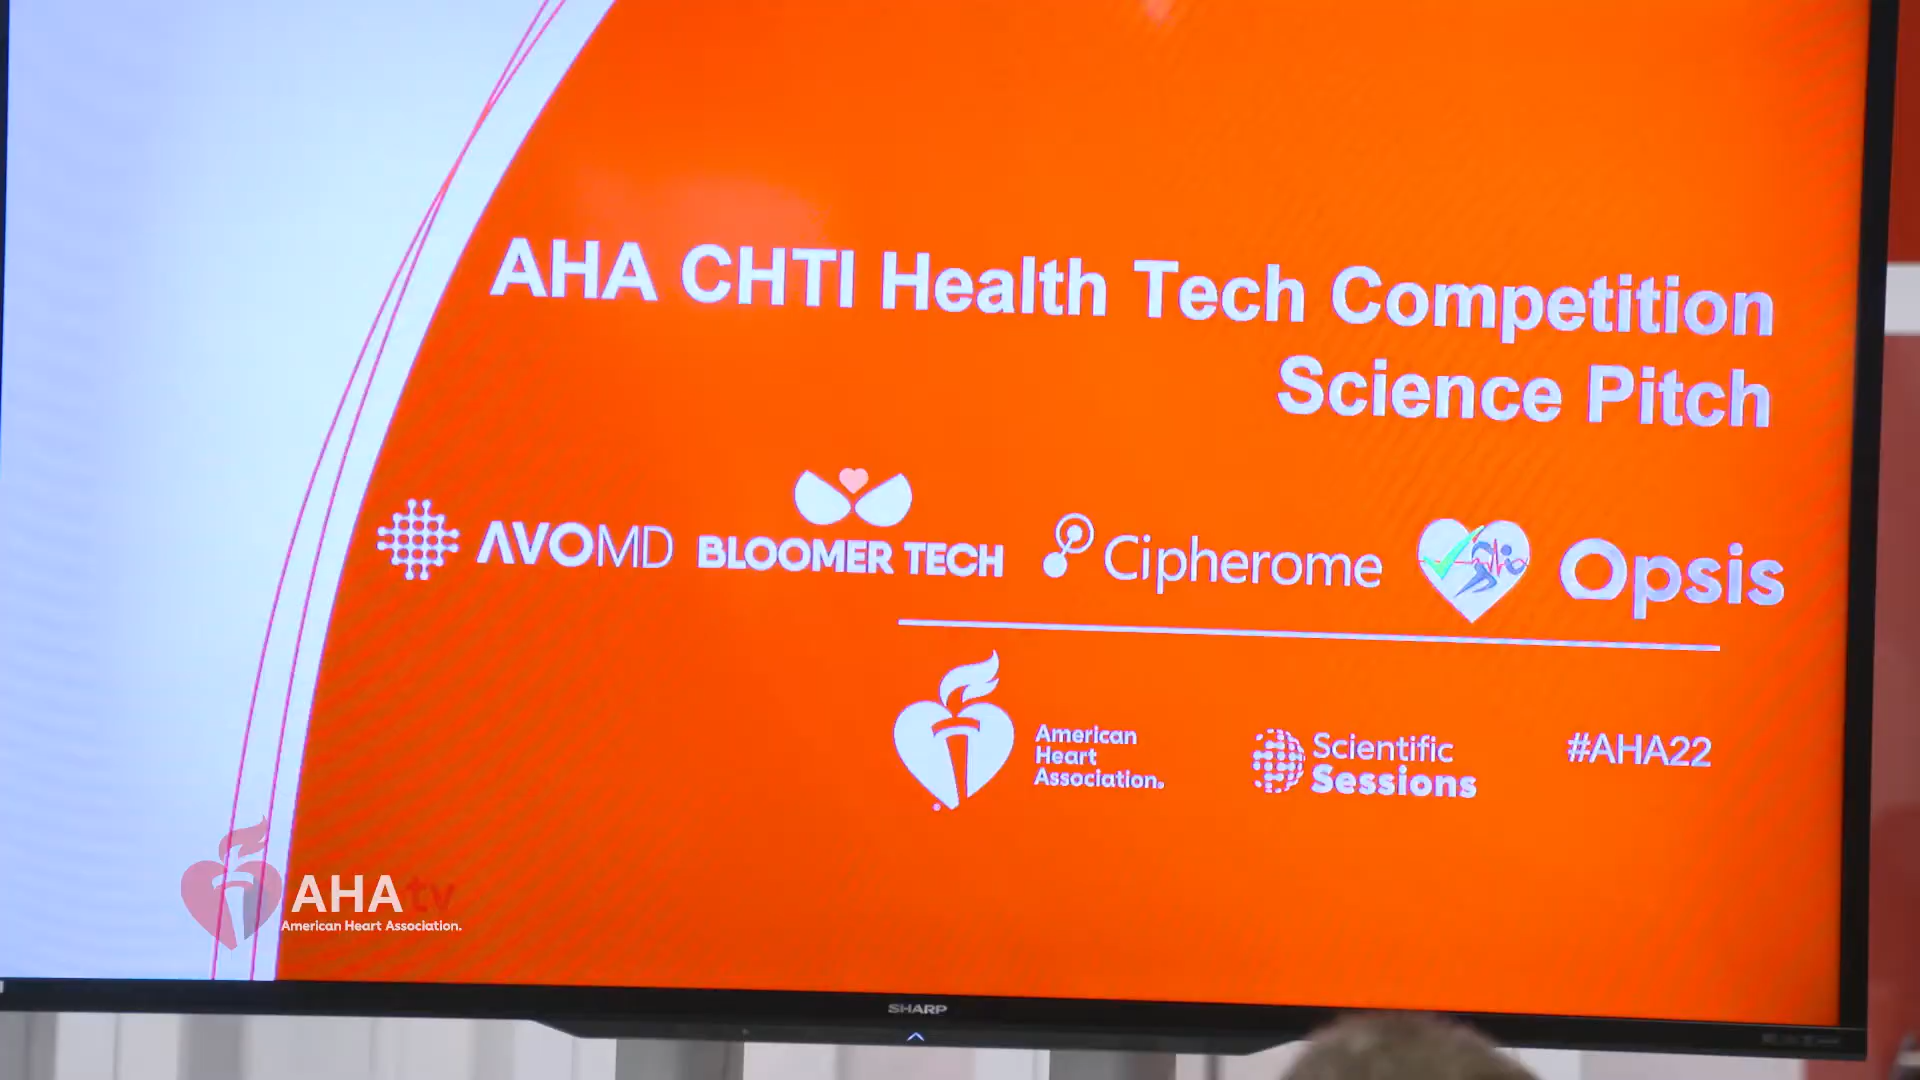 AHA CHTI Health Tech Competition
Science Pitch
AVOMD
BLOOMER TECH
Cipherome
Opsis
American
Heart
Association.
Scientific
Sessions
#AHA22
AHAtv
American Heart Association.
SHARP